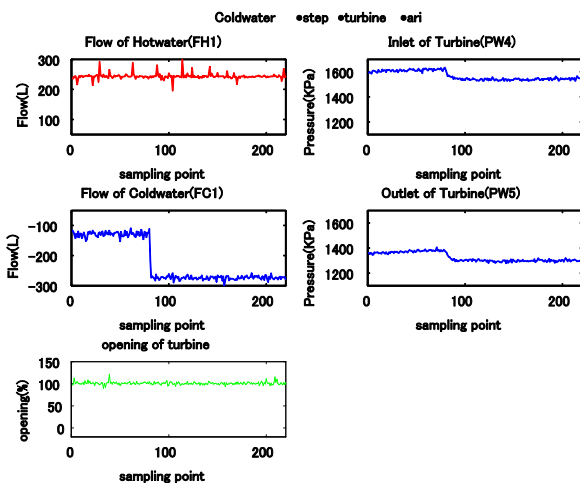 Coldwater •step •turbine •ari
Flow of Hotwater(FH1)
Flow(L)
300
200
100
0 100 200
sampling point
Inlet of Turbine(PW4)
Pressure(KPa)
1600
1400
1200
0 100 200
sampling point
Flow of Coldwater(FC1)
Flow(L)
-100
-200
-300
0 100 200
sampling point
Outlet of Turbine(PW5)
Pressure(KPa)
1600
1400
1200
0 100 200
sampling point
opening of turbine
opening(%)
150
100
50
0
0 100 200
sampling point